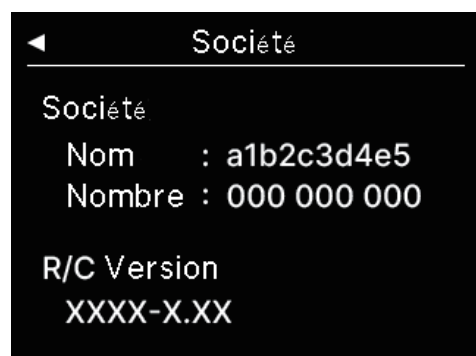 Société
Société
Nom : a1b2c3d4e5
Nombre : 000 000 000
R/C Version
XXXX-X.XX